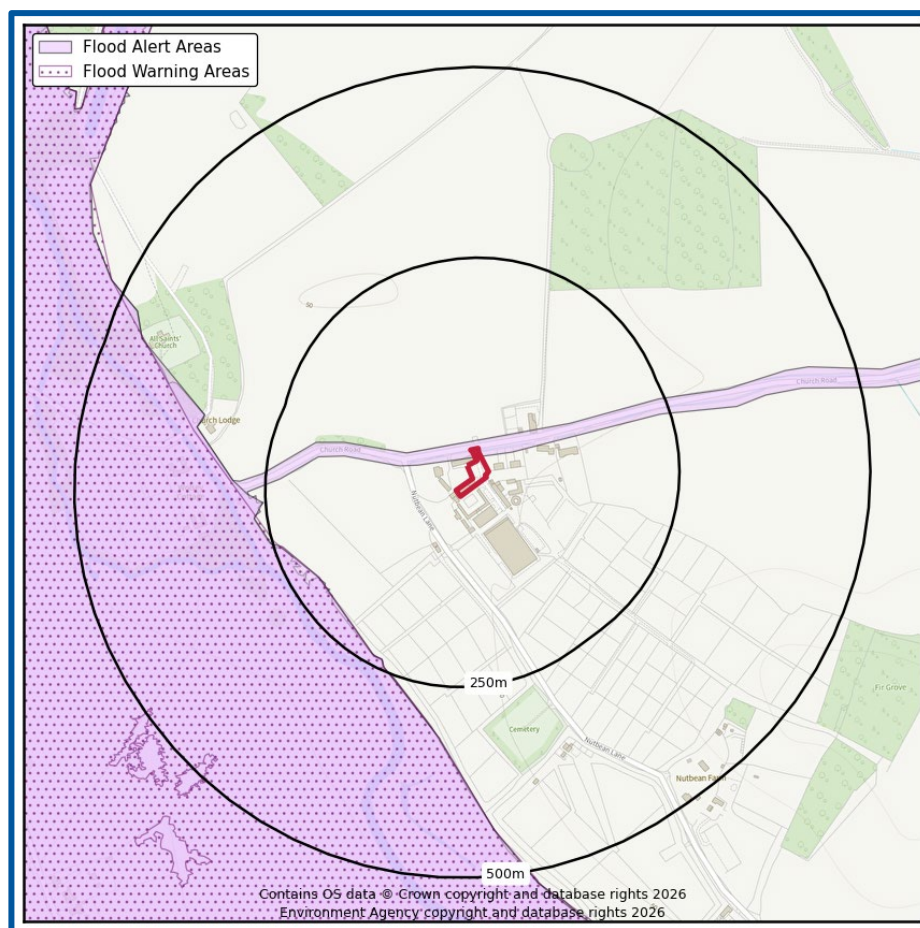 Flood Alert Areas
Flood Warning Areas
50
All Saints'
Church
Church Lodge
Church Road
Church Road
Nutbean Lane
250m
Cemetery
Nutbean Lane
Fir Grove
Nutbean Farm
500m
Contains OS data © Crown copyright and database rights 2026
Environment Agency copyright and database rights 2026